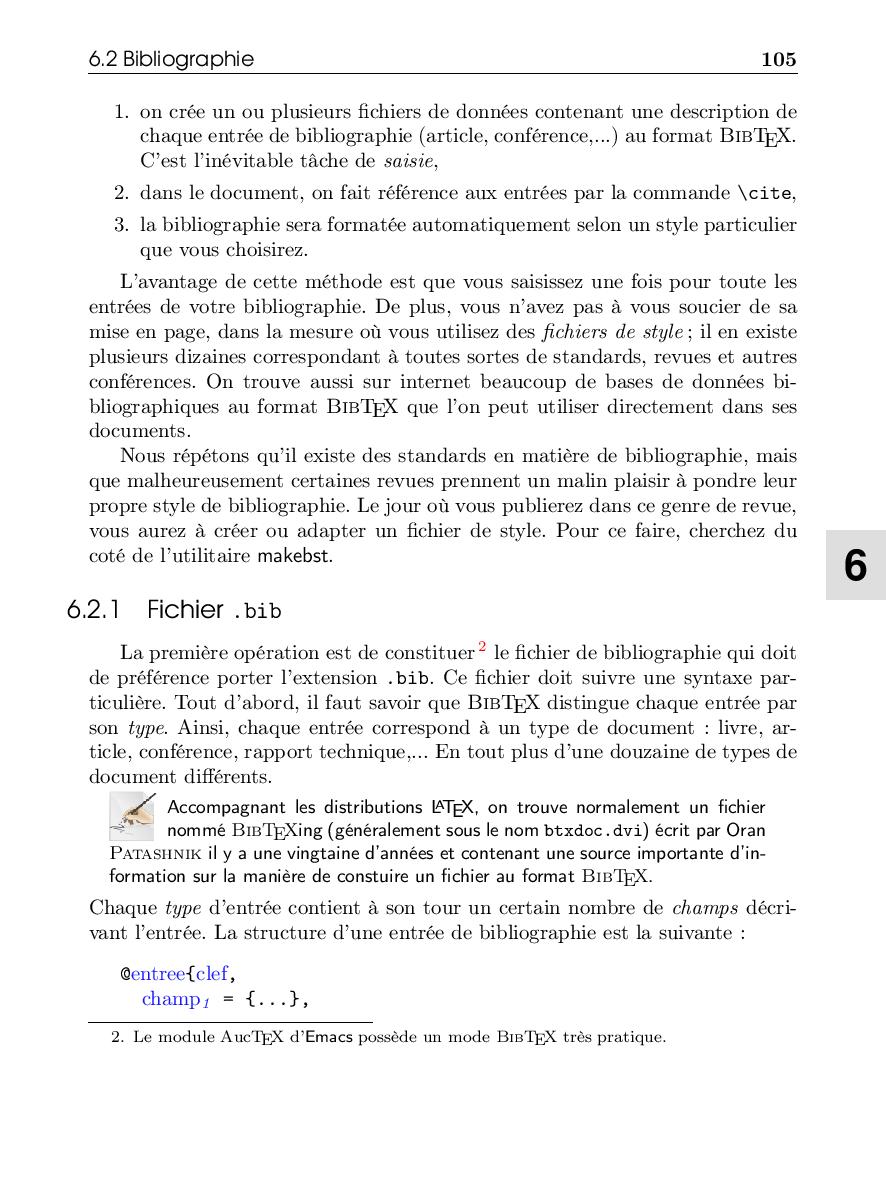 6.2 Bibliographie 105
1. on crée un ou plusieurs fichiers de données contenant une description de
chaque entrée de bibliographie (article, conférence,...) au format BIBTEX.
C'est l'inévitable tâche de saisie,
2. dans le document, on fait référence aux entrées par la commande \cite,
3. la bibliographie sera formatée automatiquement selon un style particulier
que vous choisirez.
L'avantage de cette méthode est que vous saisissez une fois pour toute les
entrées de votre bibliographie. De plus, vous n'avez pas à vous soucier de sa
mise en page, dans la mesure où vous utilisez des fichiers de style ; il en existe
plusieurs dizaines correspondant à toutes sortes de standards, revues et autres
conférences. On trouve aussi sur internet beaucoup de bases de données bi-
bliographiques au format BIBTEX que l'on peut utiliser directement dans ses
documents.
Nous répétons qu'il existe des standards en matière de bibliographie, mais
que malheureusement certaines revues prennent un malin plaisir à pondre leur
propre style de bibliographie. Le jour où vous publierez dans ce genre de revue,
vous aurez à créer ou adapter un fichier de style. Pour ce faire, cherchez du
coté de l'utilitaire makebst.
6
6.2.1 Fichier .bib
La première opération est de constituer 2 le fichier de bibliographie qui doit
de préférence porter l'extension .bib. Ce fichier doit suivre une syntaxe par-
ticulière. Tout d'abord, il faut savoir que BIBTEX distingue chaque entrée par
son type. Ainsi, chaque entrée correspond à un type de document : livre, ar-
ticle, conférence, rapport technique,... En tout plus d'une douzaine de types de
document différents.
Accompagnant les distributions LATEX, on trouve normalement un fichier
nommé BIBTEXing (généralement sous le nom btxdoc.dvi) écrit par Oran
PATASHNIK il y a une vingtaine d'années et contenant une source importante d'in-
formation sur la manière de constuire un fichier au format BIBTEX.
Chaque type d'entrée contient à son tour un certain nombre de champs décri-
vant l'entrée. La structure d'une entrée de bibliographie est la suivante :
@entree{clef,
champ1 = {...},
2. Le module AucTEX d'Emacs possède un mode BIBTEX très pratique.